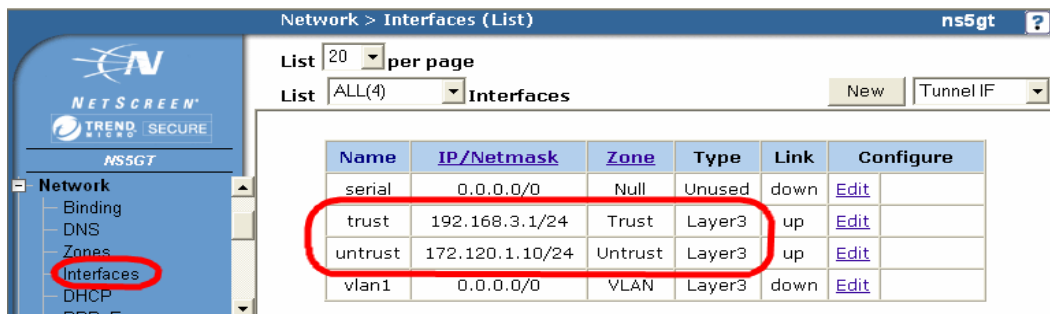 Network > Interfaces (List)
ns5gt
?
N
NETSCREEN
TREND MICRO SECURE
NS5GT
Network
Binding
DNS
Zones
Interfaces
DHCP
List 20 per page
List ALL(4) Interfaces
New Tunnel IF
Name IP/Netmask Zone Type Link Configure
serial 0.0.0.0/0 Null Unused down Edit
trust 192.168.3.1/24 Trust Layer3 up Edit
untrust 172.120.1.10/24 Untrust Layer3 up Edit
vlan1 0.0.0.0/0 VLAN Layer3 down Edit